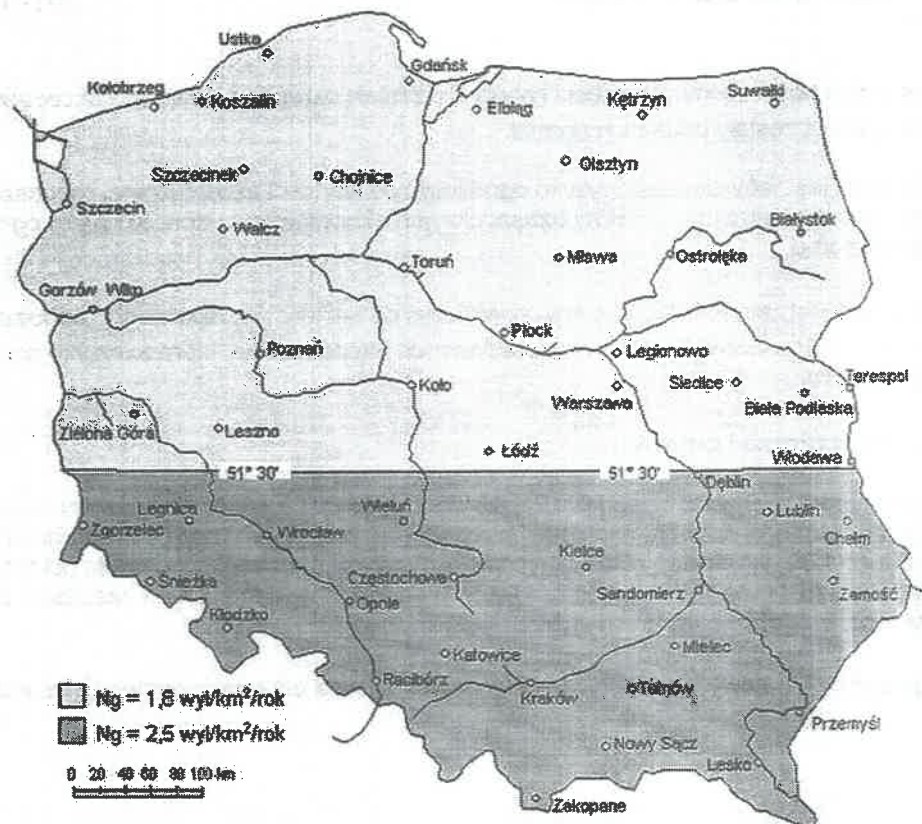 Ustka
Gdańsk
Kołobrzeg
Koszalin
Elbląg
Kętrzyn
Suwałki
Szczecinek
Chojnice
Olsztyn
Szczecin
Wałcz
Białystok
Toruń
Mława
Ostrołęka
Gorzów Wlkp
Płock
Poznań
Legionowo
Koło
Siedlce
Terespol
Warszawa
Biała Podlaska
Zielona Góra
Leszno
Łódź
Włodawa
51° 30'
51° 30'
Dęblin
Legnica
Wieluń
Lublin
Zgorzelec
Wrocław
Chełm
Kielce
Śnieżka
Częstochowa
Sandomierz
Zamość
Opole
Kłodzko
Mielec
Katowice
Racibórz
Kraków
Tarnów
Ng = 1,8 wył/km²/rok
Ng = 2,5 wył/km²/rok
Przemyśl
Nowy Sącz
Lesko
0 20 40 60 80 100 km
Zakopane